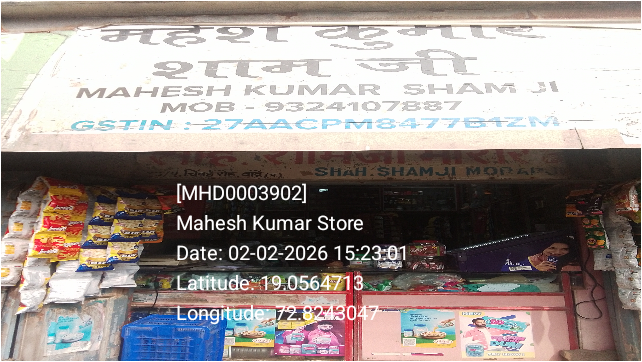 महेश कुमार
शाम जी
MAHESH KUMAR SHAM JI
MOB - 9324107887
GSTIN : 27AACPM8477B1ZM
SHAH. SHAMJI MORARJI
[MHD0003902]
Mahesh Kumar Store
Date: 02-02-2026 15:23:01
Latitude: 19.0564713
Longitude: 72.8243047